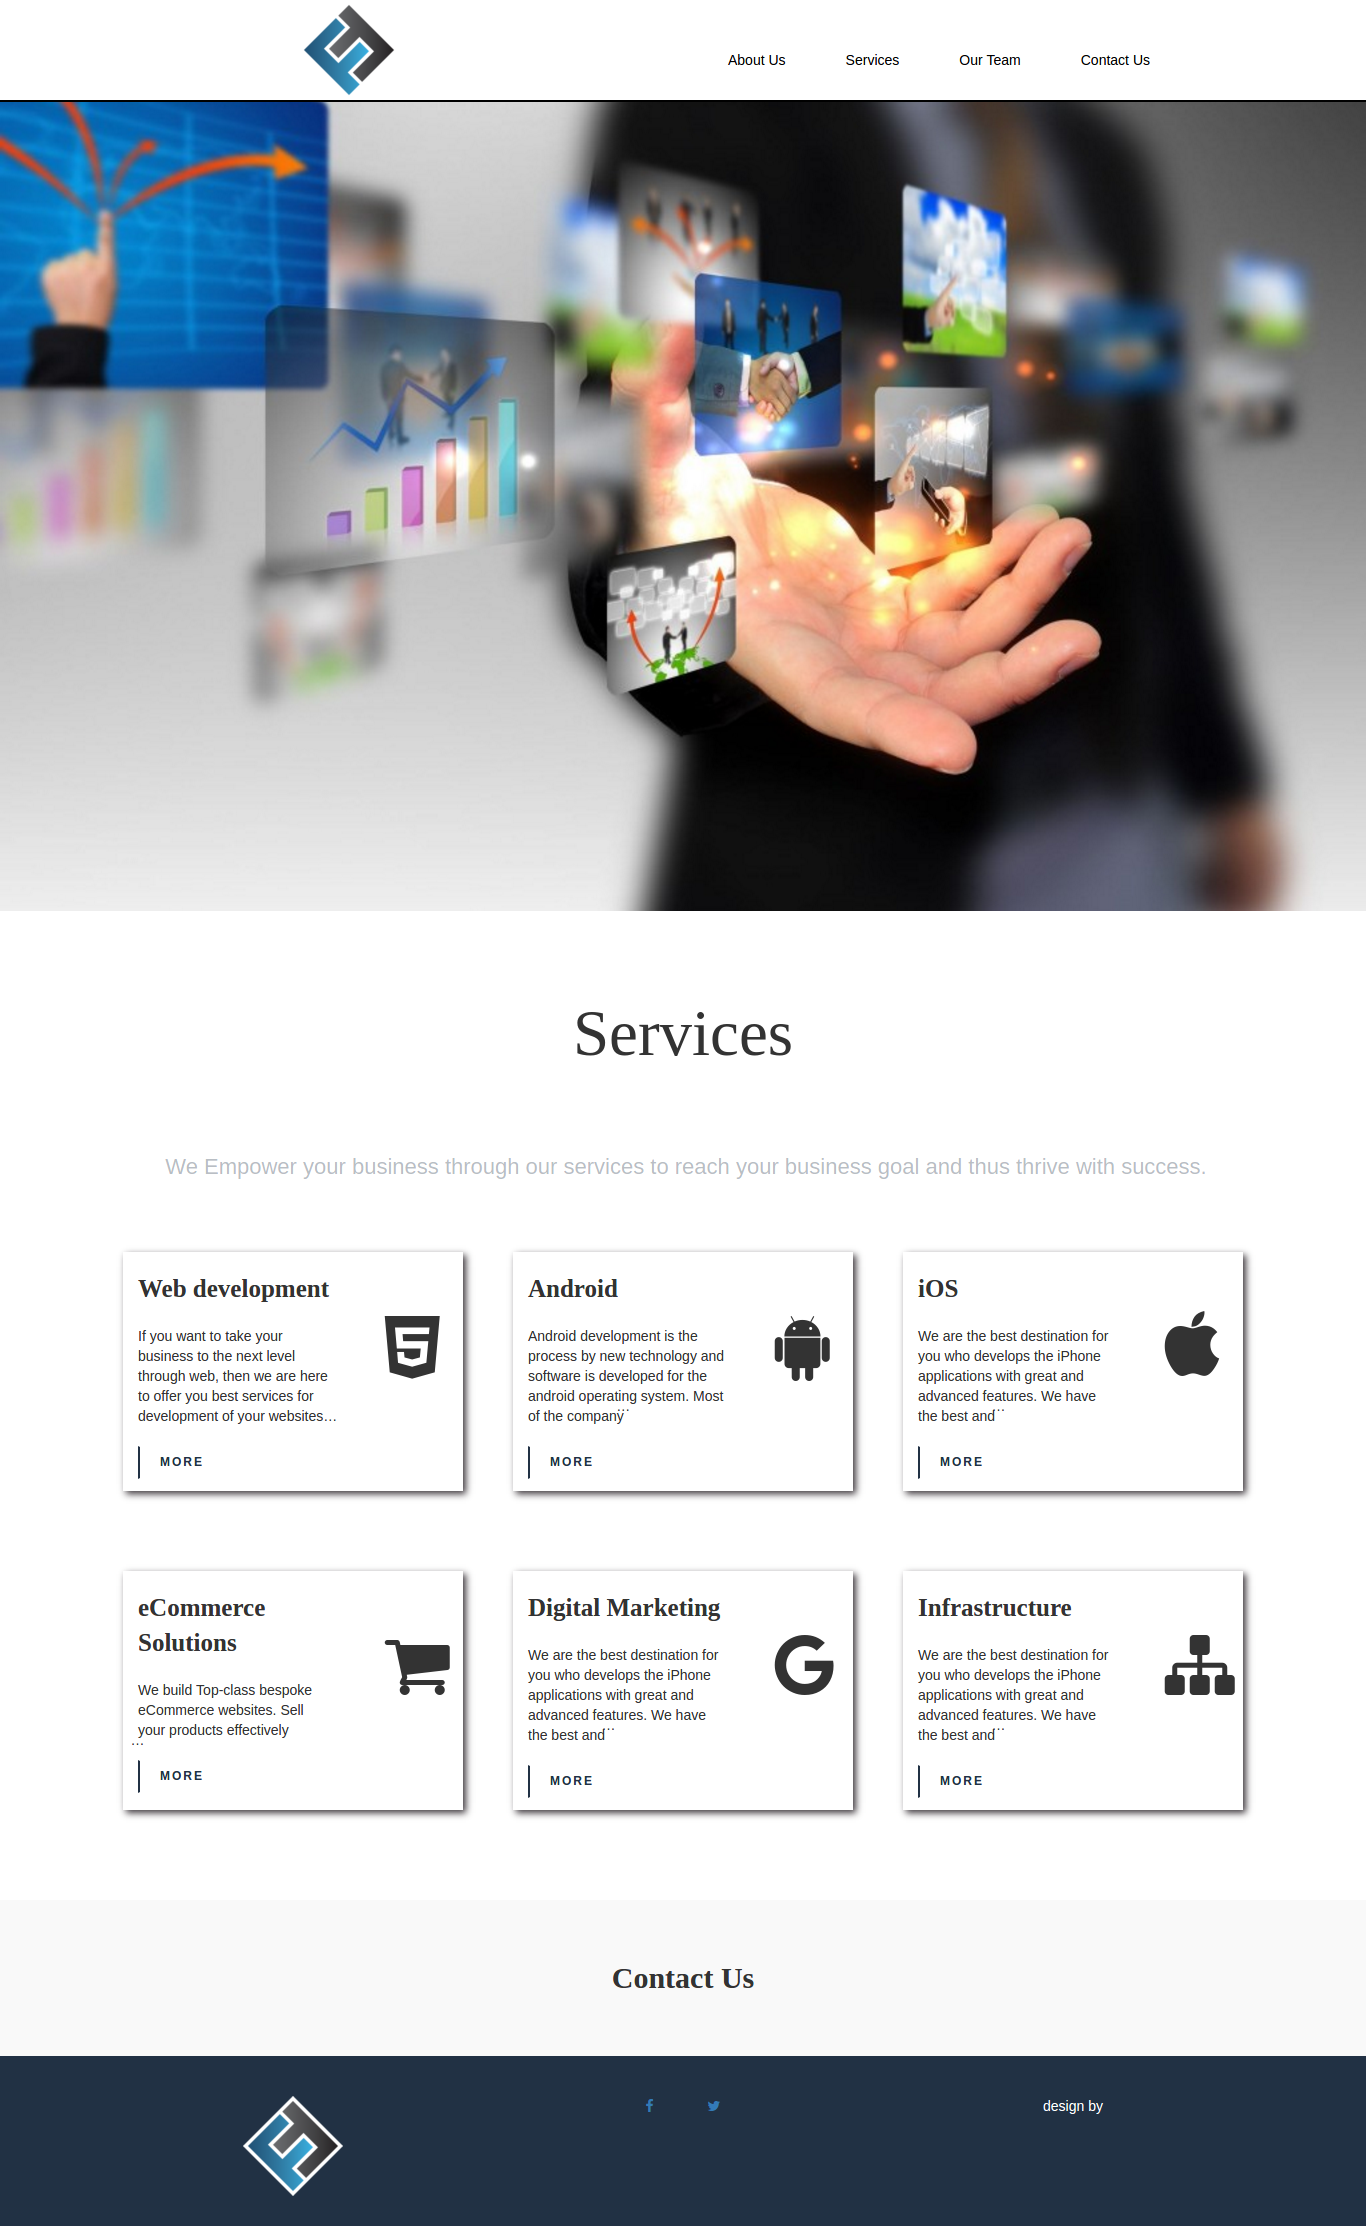 About Us
Services
Our Team
Contact Us
Services
We Empower your business through our services to reach your business goal and thus thrive with success.
Web development
If you want to take your
business to the next level
through web, then we are here
to offer you best services for
development of your websites...
MORE
Android
Android development is the
process by new technology and
software is developed for the
android operating system. Most
of the company...
MORE
iOS
We are the best destination for
you who develops the iPhone
applications with great and
advanced features. We have
the best and...
MORE
eCommerce
Solutions
We build Top-class bespoke
eCommerce websites. Sell
your products effectively
...
MORE
Digital Marketing
We are the best destination for
you who develops the iPhone
applications with great and
advanced features. We have
the best and...
MORE
Infrastructure
We are the best destination for
you who develops the iPhone
applications with great and
advanced features. We have
the best and...
MORE
Contact Us
design by